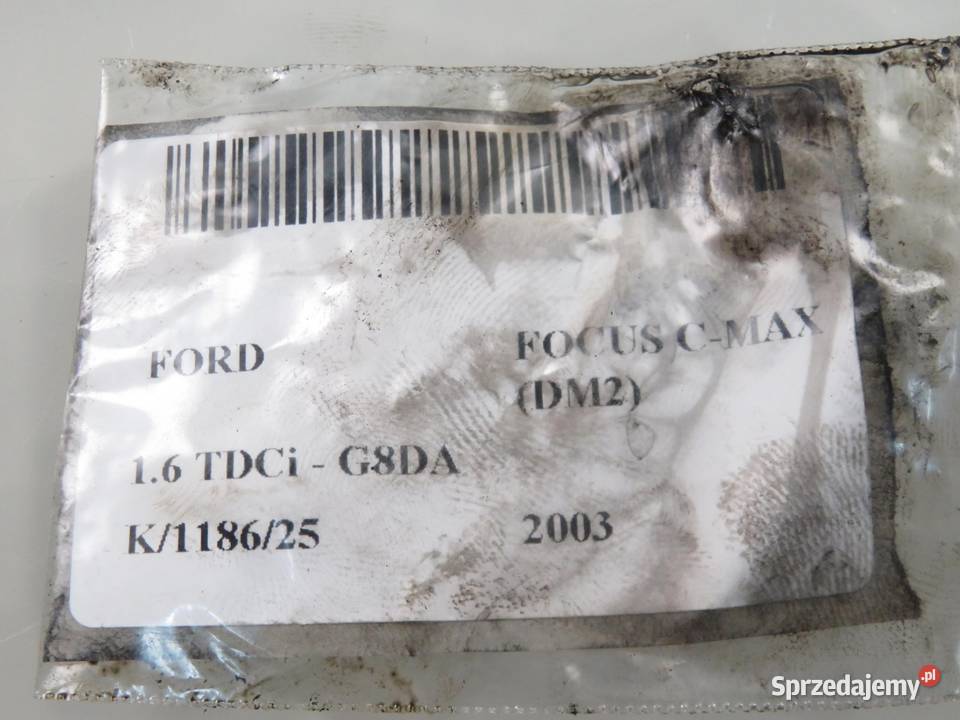 FORD
FOCUS C-MAX
(DM2)
1.6 TDCi - G8DA
K/1186/25
2003
Sprzedajemy.pl